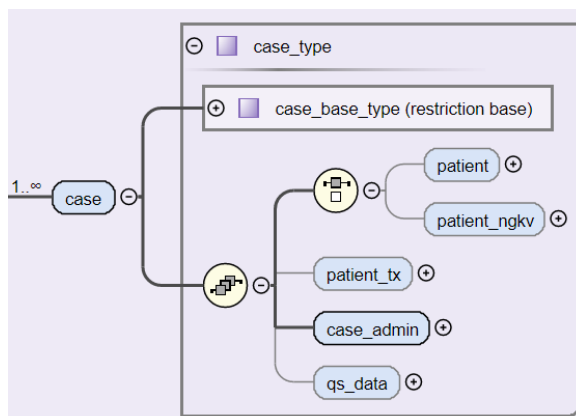 case_type
case_base_type (restriction base)
1..∞
case
patient
patient_ngkv
patient_tx
case_admin
qs_data